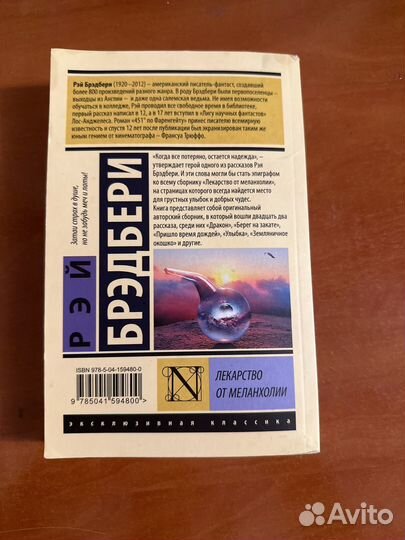 Рэй Брэдбери (1920–2012) – американский писатель-фантаст, создавший
более 800 произведений разного жанра. В роду Брэдбери были первопоселенцы –
выходцы из Англии – и даже одна салемская ведьма. Не имея возможности
обучаться в колледже, Рэй проводил все свободное время в библиотеке,
первый рассказ написал в 12, а в 17 лет вступил в «Лигу научных фантастов»
Лос-Анджелеса. Роман «451° по Фаренгейту» принес писателю всемирную
известность и спустя 12 лет после публикации был экранизирован таким же
юным гением от кинематографа – Франсуа Трюффо.
Затаи страх в душе,
но не забудь меч и латы!
РЭЙ
БРЭДБЕРИ
«Когда все потеряно, остается надежда», –
утверждает герой одного из рассказов Рэя
Брэдбери. И эти слова могли бы стать эпиграфом
ко всему сборнику «Лекарство от меланхолии»,
на страницах которого всегда найдется место
для грустных улыбок и добрых чудес.
Книга представляет собой оригинальный
авторский сборник, в который вошли двадцать два
рассказа, среди них «Дракон», «Берег на закате»,
«Пришло время дождей», «Улыбка», «Земляничное
окошко» и другие.
ISBN 978-5-04-159480-0
9 785041 594800 >
N
ЛЕКАРСТВО
ОТ МЕЛАНХОЛИИ
эксклюзивная классика
Avito